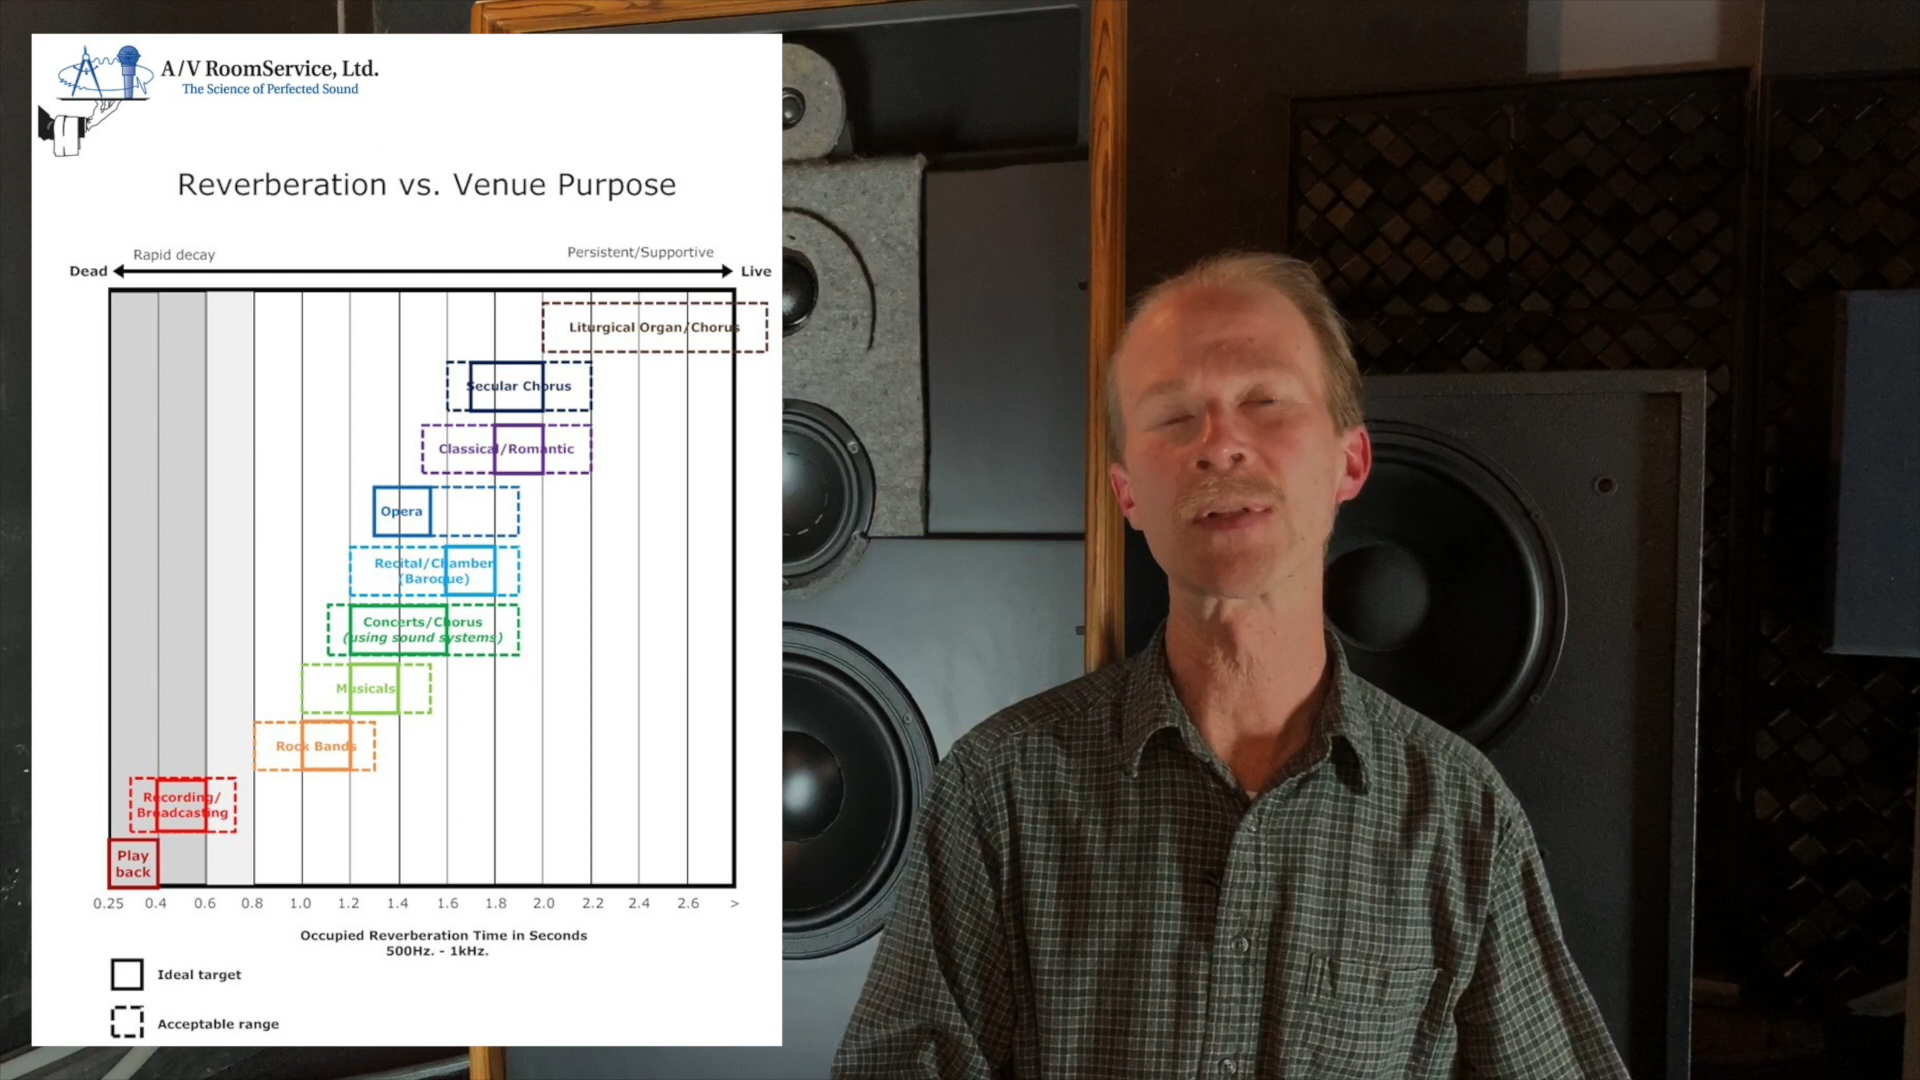 A/V RoomService, Ltd.
The Science of Perfected Sound
Reverberation vs. Venue Purpose
Rapid decay
Persistent/Supportive
Dead
Live
Liturgical Organ/Chorus
Secular Chorus
Classical/Romantic
Opera
Recital/Chamber
(Baroque)
Concerts/Chorus
(using sound systems)
Musicals
Rock Bands
Recording/
Broadcasting
Play
back
0.25 0.4 0.6 0.8 1.0 1.2 1.4 1.6 1.8 2.0 2.2 2.4 2.6 >
Occupied Reverberation Time in Seconds
500Hz. - 1kHz.
Ideal target
Acceptable range